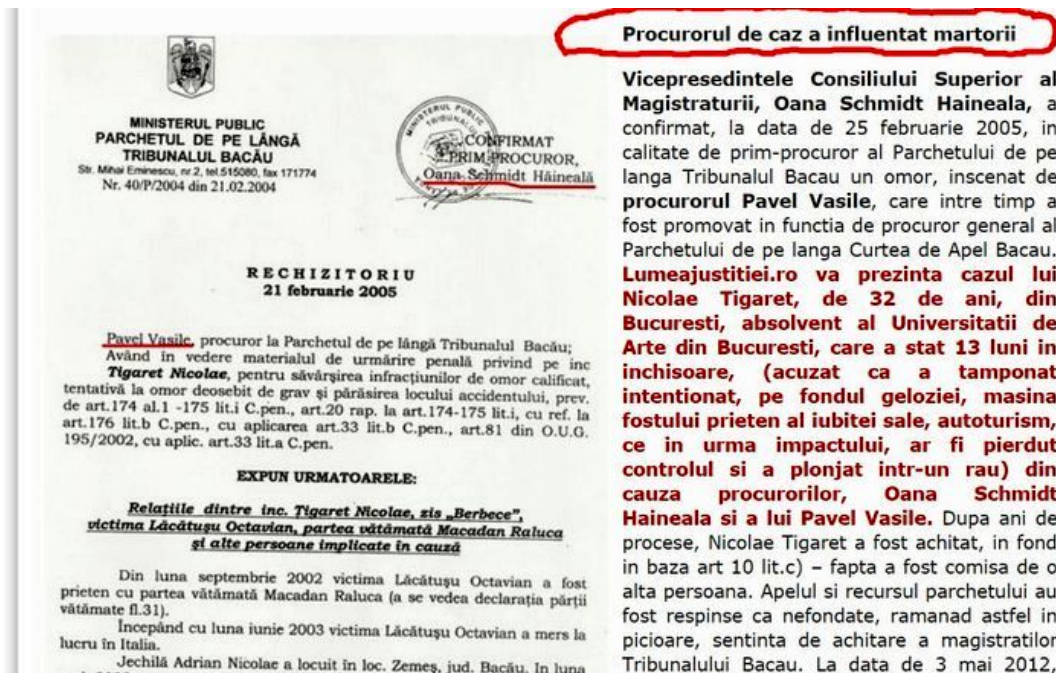 MINISTERUL PUBLIC
PARCHETUL DE PE LÂNGĂ
TRIBUNALUL BACĂU
Str. Mihai Eminescu, nr.2, tel.515080, fax 171774
Nr. 40/P/2004 din 21.02.2004
MINISTERUL PUBLIC
CONFIRMAT
PRIM PROCUROR,
Oana Schmidt Hăineală
RECHIZITORIU
21 februarie 2005
Pavel Vasile, procuror la Parchetul de pe lângă Tribunalul Bacău;
Având în vedere materialul de urmărire penală privind pe inc
Tigaret Nicolae, pentru săvârşirea infracţiunilor de omor calificat,
tentativă la omor deosebit de grav şi părăsirea locului accidentului, prev.
de art.174 al.1 -175 lit.i C.pen., art.20 rap. la art.174-175 lit.i, cu ref. la
art.176 lit.b C.pen., cu aplicarea art.33 lit.b C.pen., art.81 din O.U.G.
195/2002, cu aplic. art.33 lit.a C.pen.
EXPUN URMATOARELE:
Relaţiile dintre inc. Tigaret Nicolae, zis „Berbece”,
victima Lăcătuşu Octavian, partea vătămată Macadan Raluca
şi alte persoane implicate în cauză
Din luna septembrie 2002 victima Lăcătuşu Octavian a fost
prieten cu partea vătămată Macadan Raluca (a se vedea declaraţia părţii
vătămate fl.31).
Începând cu luna iunie 2003 victima Lăcătuşu Octavian a mers la
lucru în Italia.
Jechilă Adrian Nicolae a locuit în loc. Zemeş, jud. Bacău. In luna
Procurorul de caz a influentat martorii
Vicepresedintele Consiliului Superior al
Magistraturii, Oana Schmidt Haineala, a
confirmat, la data de 25 februarie 2005, in
calitate de prim-procuror al Parchetului de pe
langa Tribunalul Bacau un omor, inscenat de
procurorul Pavel Vasile, care intre timp a
fost promovat in functia de procuror general al
Parchetului de pe langa Curtea de Apel Bacau.
Lumeajustitiei.ro va prezinta cazul lui
Nicolae Tigaret, de 32 de ani, din
Bucuresti, absolvent al Universitatii de
Arte din Bucuresti, care a stat 13 luni in
inchisoare, (acuzat ca a tamponat
intentionat, pe fondul geloziei, masina
fostului prieten al iubitei sale, autoturism,
ce in urma impactului, ar fi pierdut
controlul si a plonjat intr-un rau) din
cauza procurorilor, Oana Schmidt
Haineala si a lui Pavel Vasile. Dupa ani de
procese, Nicolae Tigaret a fost achitat, in fond
in baza art 10 lit.c) – fapta a fost comisa de o
alta persoana. Apelul si recursul parchetului au
fost respinse ca nefondate, ramanad astfel in
picioare, sentinta de achitare a magistratilor
Tribunalului Bacau. La data de 3 mai 2012,